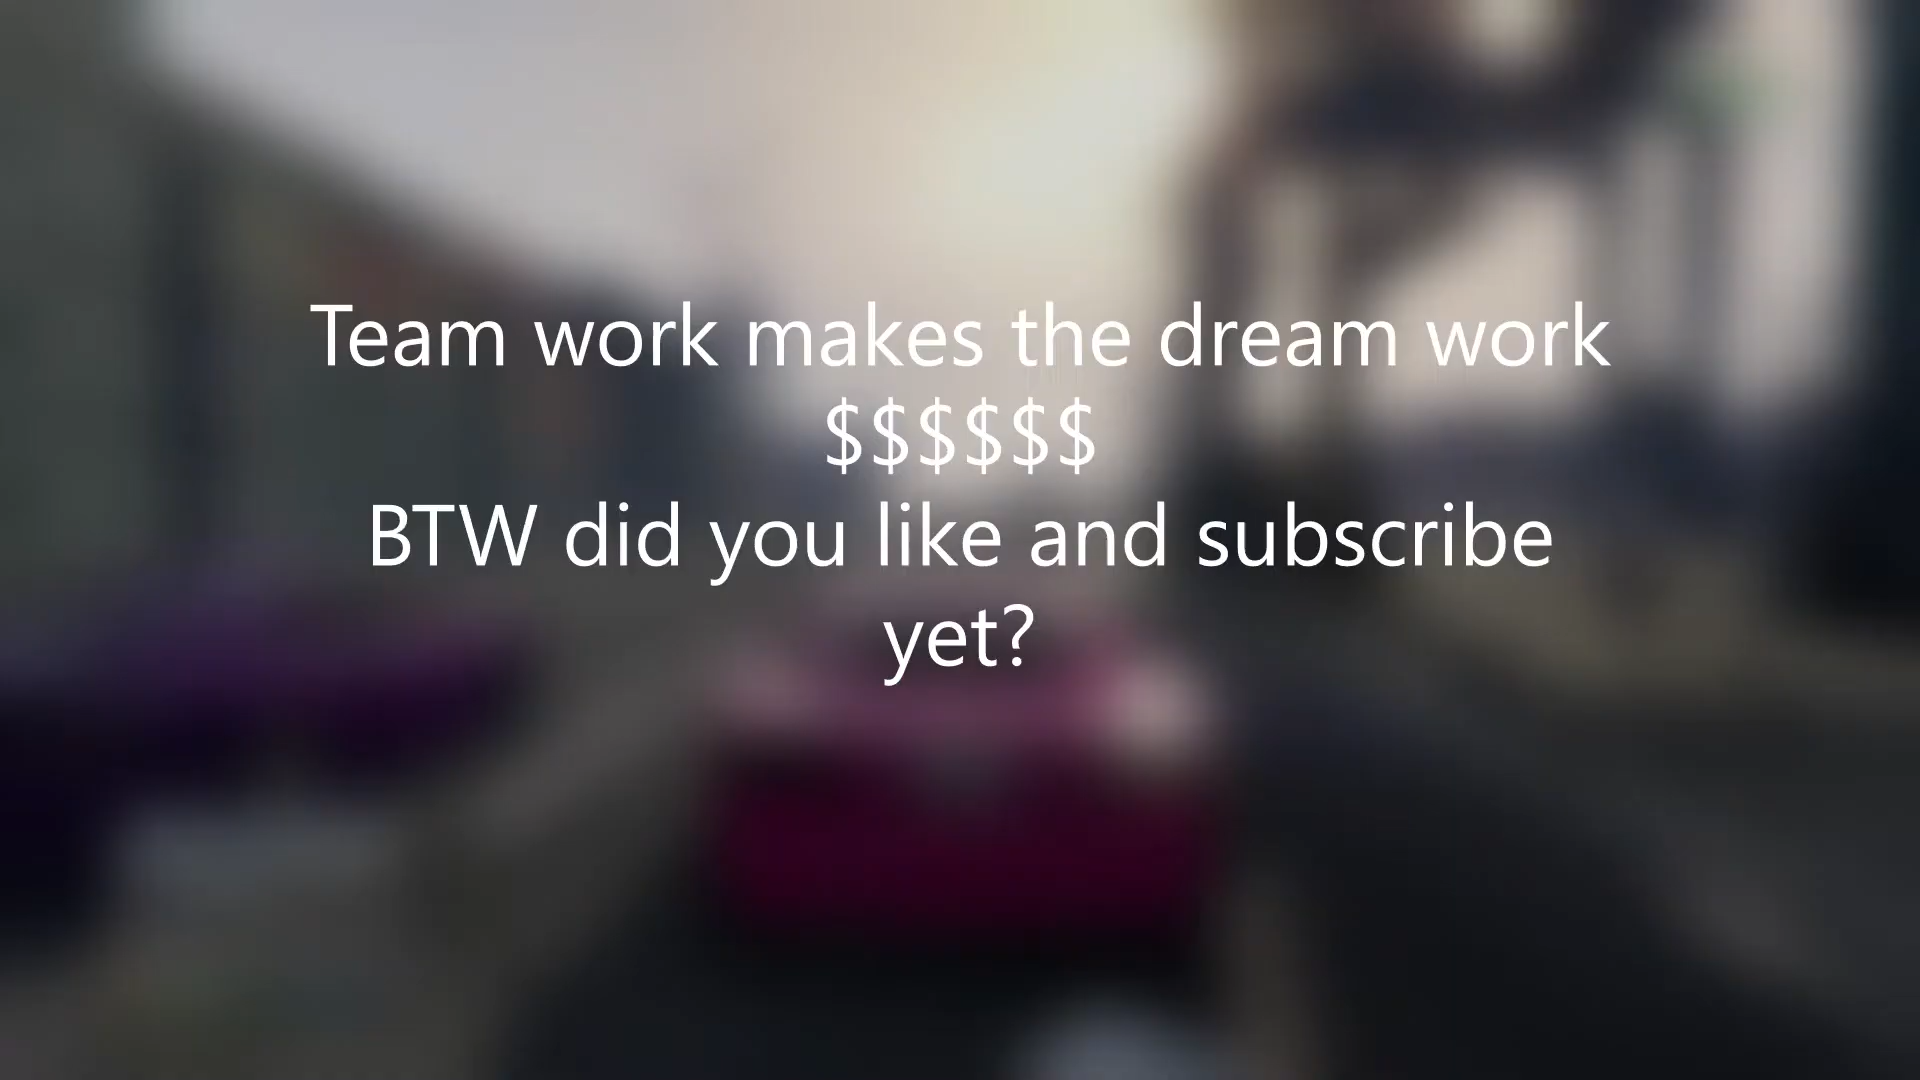 Team work makes the dream work
$$$$$$
BTW did you like and subscribe
yet?